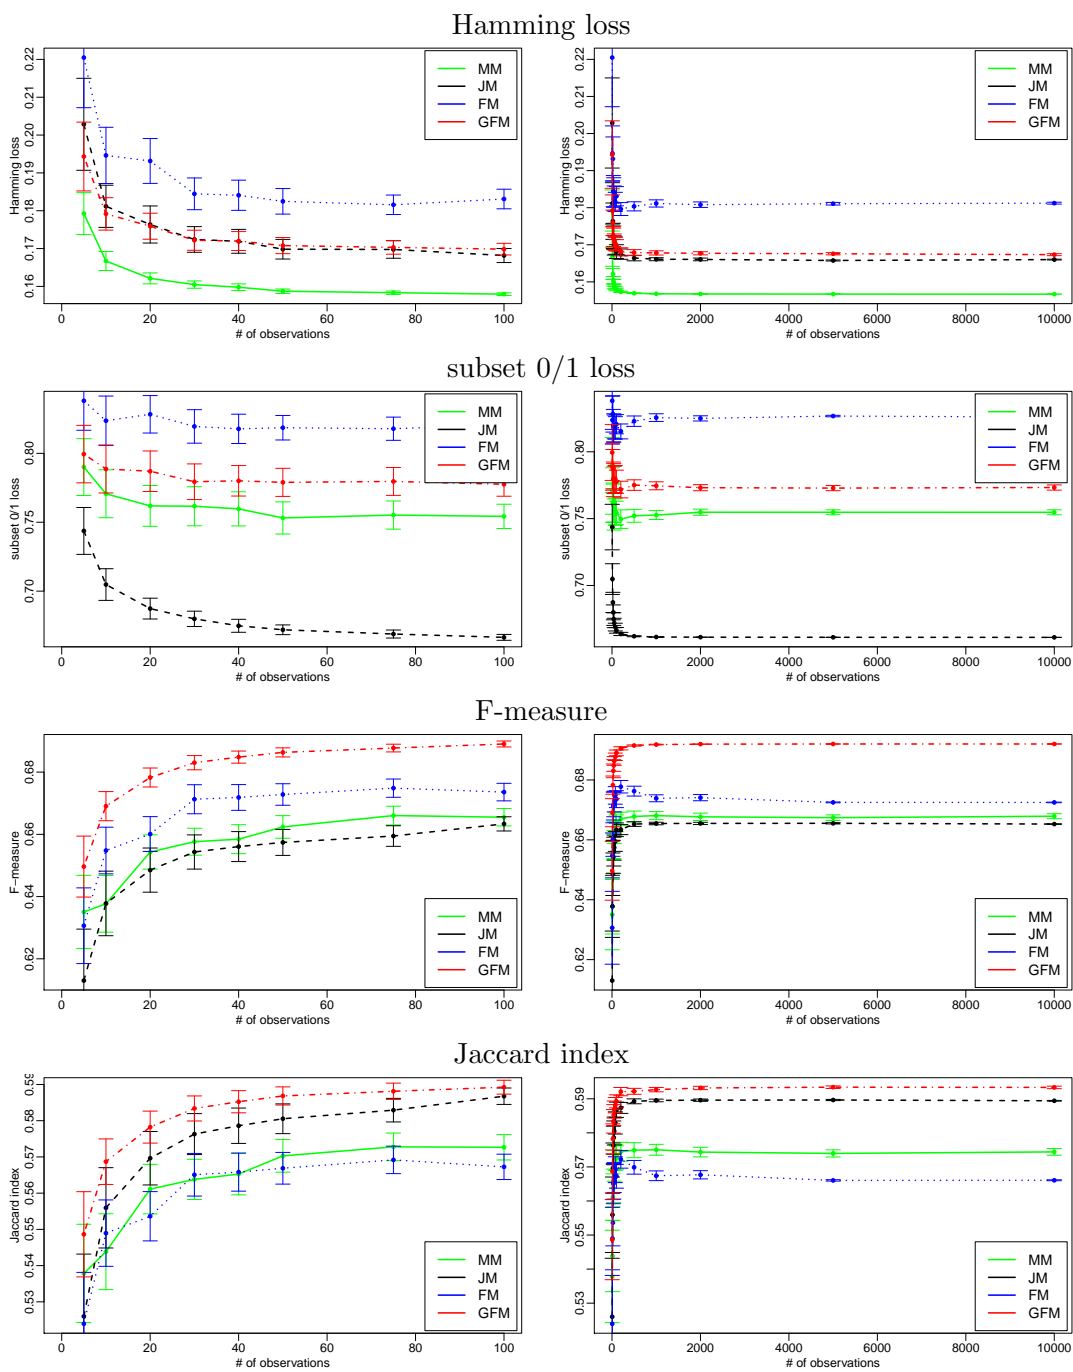 Hamming loss
0.16 0.17 0.18 0.19 0.20 0.21 0.22
Hamming loss
MM
JM
FM
GFM
0 20 40 60 80 100
# of observations
0.16 0.18 0.20 0.22
Hamming loss
MM
JM
FM
GFM
0 2000 4000 6000 8000 10000
# of observations
subset 0/1 loss
0.70 0.75 0.80
subset 0/1 loss
MM
JM
FM
GFM
0 20 40 60 80 100
# of observations
0.70 0.75 0.80
subset 0/1 loss
MM
JM
FM
GFM
0 2000 4000 6000 8000 10000
# of observations
F-measure
0.62 0.64 0.66 0.68
F−measure
MM
JM
FM
GFM
0 20 40 60 80 100
# of observations
0.62 0.64 0.66 0.68
F−measure
MM
JM
FM
GFM
0 2000 4000 6000 8000 10000
# of observations
Jaccard index
0.53 0.54 0.55 0.56 0.57 0.58 0.59
Jaccard index
MM
JM
FM
GFM
0 20 40 60 80 100
# of observations
0.53 0.55 0.57 0.59
Jaccard index
MM
JM
FM
GFM
0 2000 4000 6000 8000 10000
# of observations